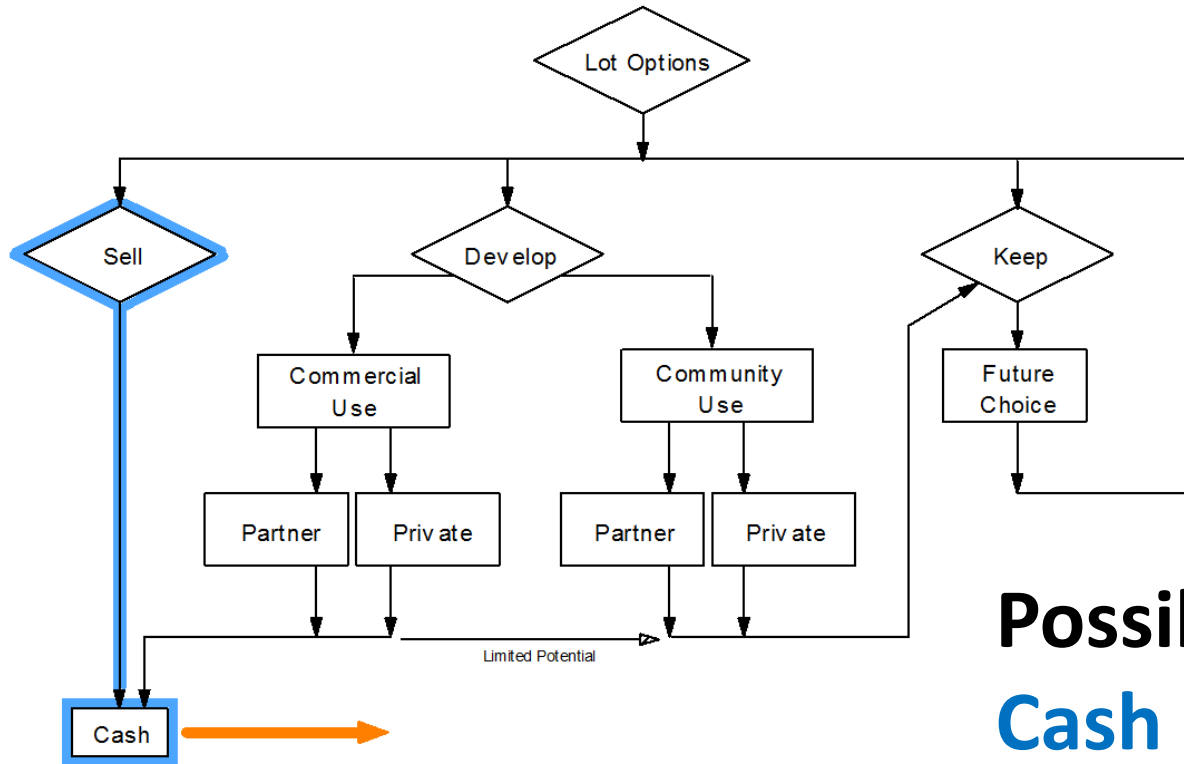 Lot Options
Sell
Develop
Keep
Commercial
Use
Community
Use
Future
Choice
Partner
Private
Partner
Private
Limited Potential
Cash
Cash